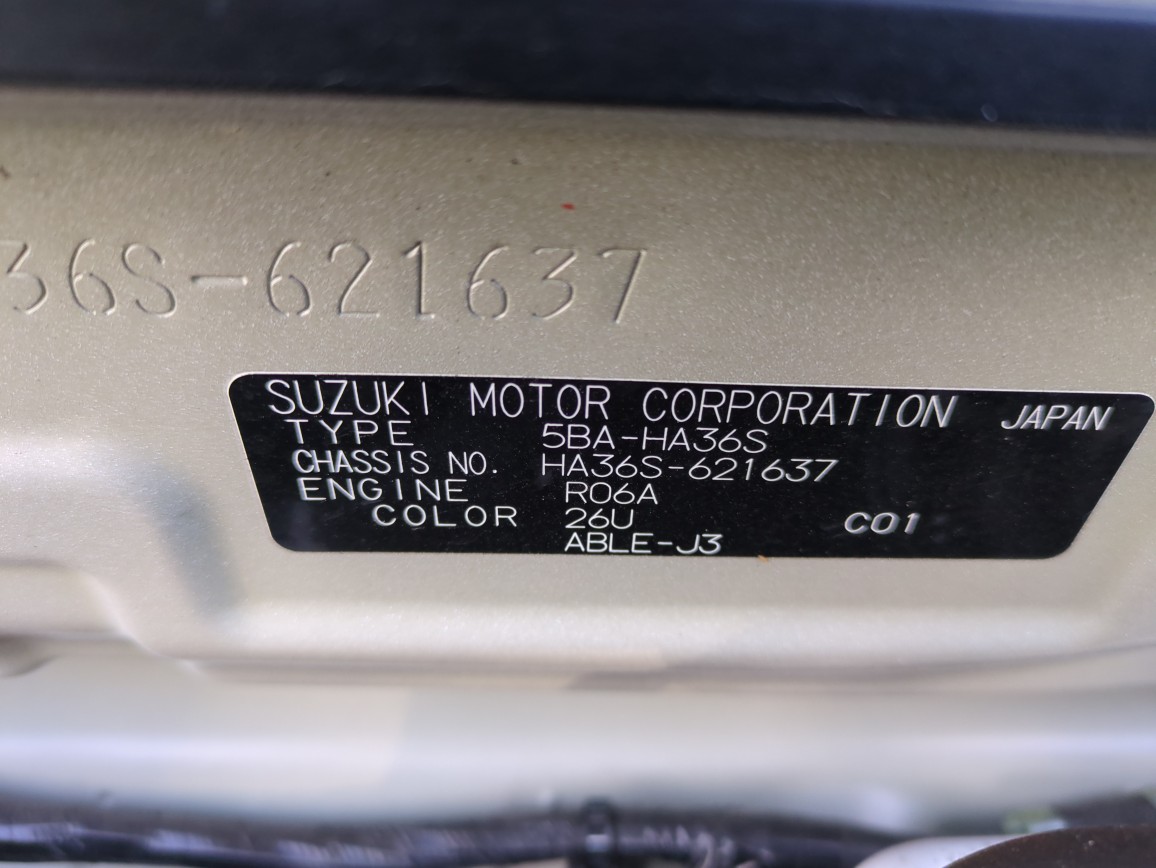 36S-621637
SUZUKI MOTOR CORPORATION JAPAN
TYPE 5BA-HA36S
CHASSIS NO. HA36S-621637
ENGINE R06A
COLOR 26U C01
ABLE-J3